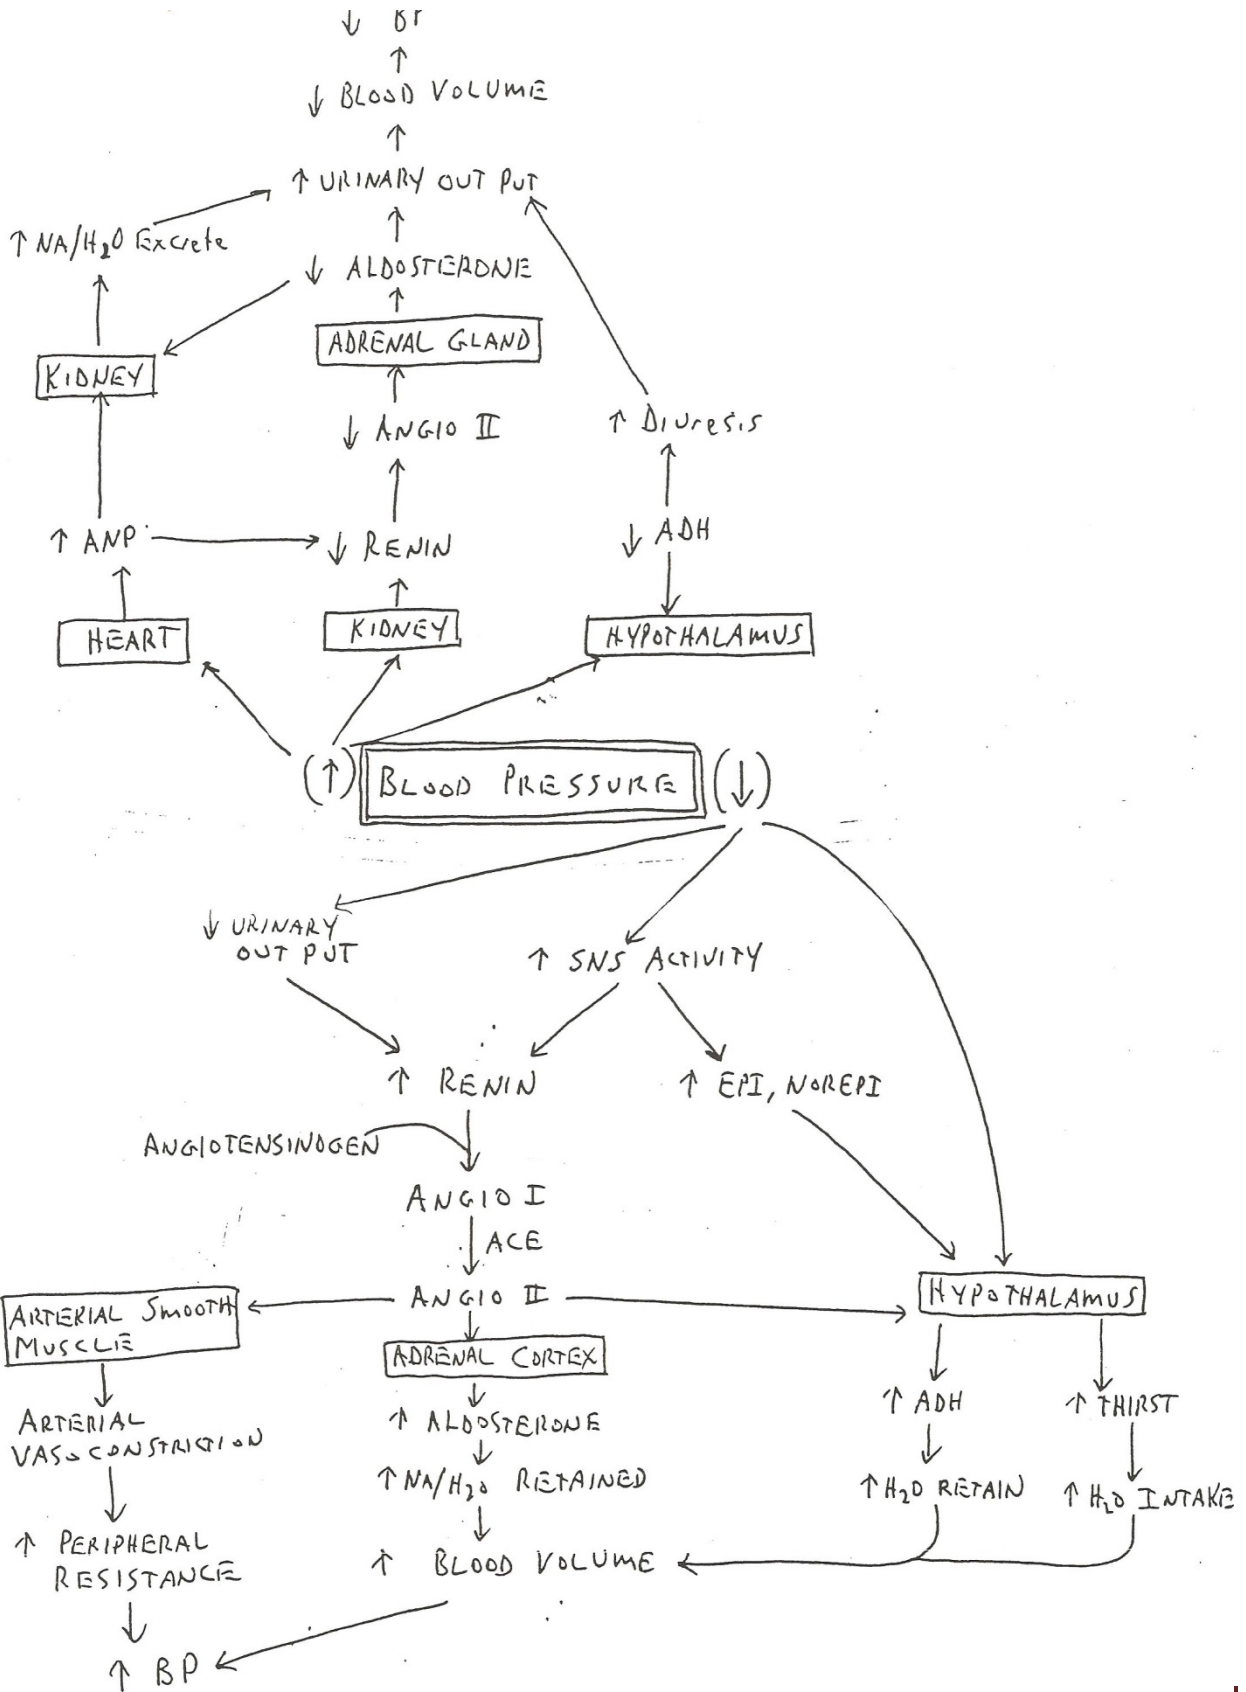 ↓ BP
↑
↓ BLOOD VOLUME
↑ URINARY OUT PUT
↑ NA/H₂O Excrete
↓ ALDOSTERONE
ADRENAL GLAND
KIDNEY
↓ ANGIO II
↑ Diuresis
↑ ANP
↓ RENIN
↓ ADH
HEART
KIDNEY
HYPOTHALAMUS
(↑) BLOOD PRESSURE (↓)
↓ URINARY
OUT PUT
↑ SNS ACTIVITY
↑ RENIN
↑ EPI, NOREPI
ANGIOTENSINOGEN
ANGIO I
ACE
ANGIO II
HYPOTHALAMUS
ARTERIAL SMOOTH
MUSCLE
ADRENAL CORTEX
↑ ADH
↑ THIRST
ARTERIAL
VASOCONSTRICTION
↑ ALDOSTERONE
↑ NA/H₂O RETAINED
↑ H₂O RETAIN
↑ H₂O INTAKE
↑ PERIPHERAL
RESISTANCE
↑ BLOOD VOLUME
↑ BP